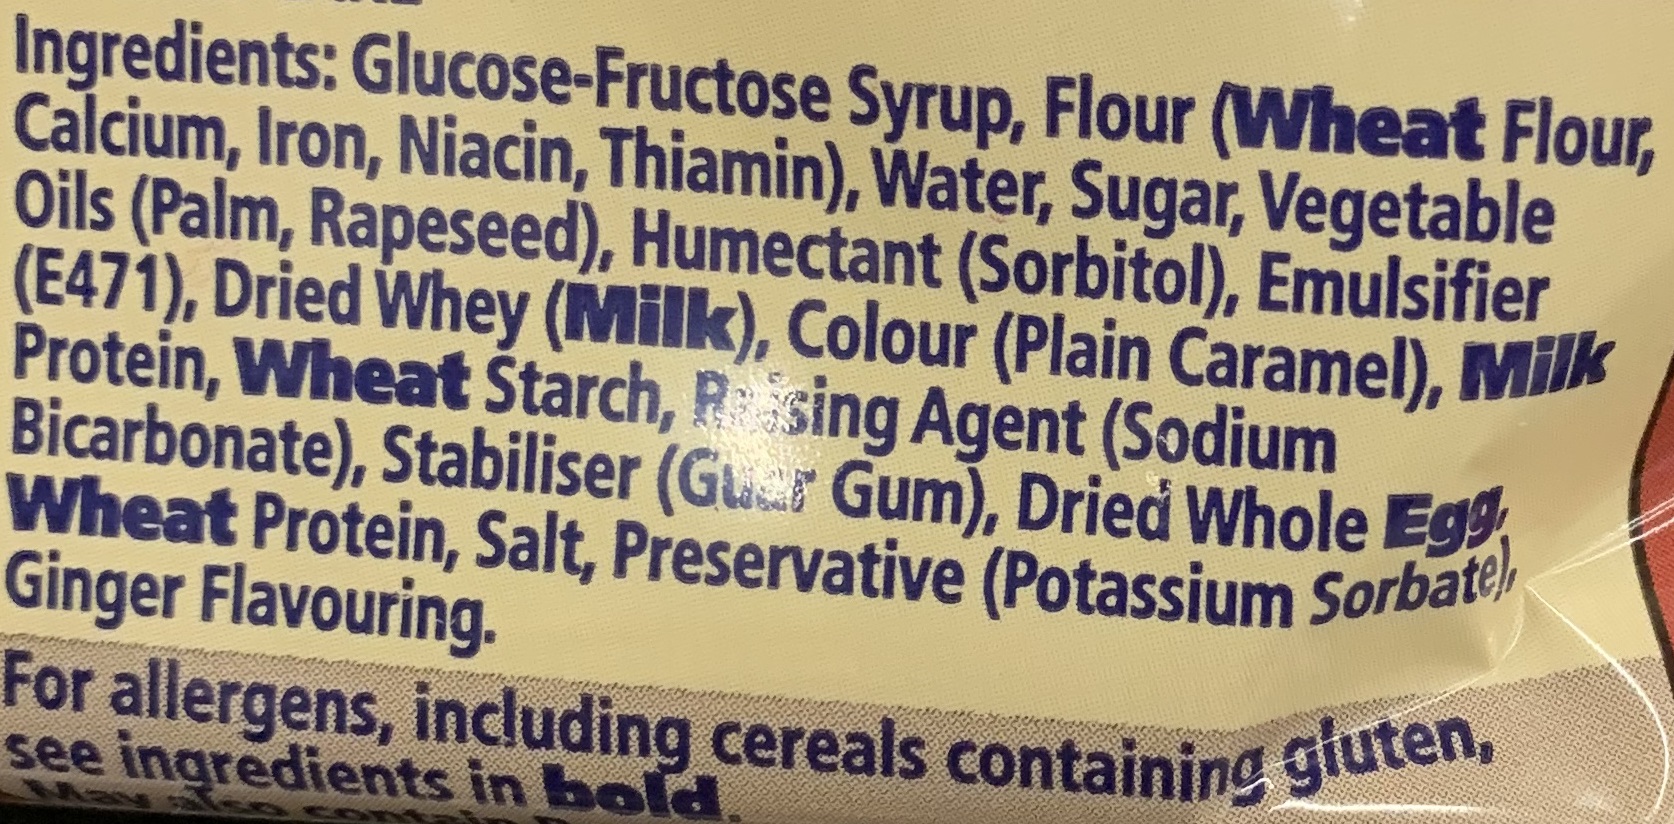 Ingredients: Glucose-Fructose Syrup, Flour (Wheat Flour,
Calcium, Iron, Niacin, Thiamin), Water, Sugar, Vegetable
Oils (Palm, Rapeseed), Humectant (Sorbitol), Emulsifier
(E471), Dried Whey (Milk), Colour (Plain Caramel), Milk
Protein, Wheat Starch, Raising Agent (Sodium
Bicarbonate), Stabiliser (Guar Gum), Dried Whole Egg,
Wheat Protein, Salt, Preservative (Potassium Sorbate),
Ginger Flavouring.
For allergens, including cereals containing gluten,
see ingredients in bold.
May also contain